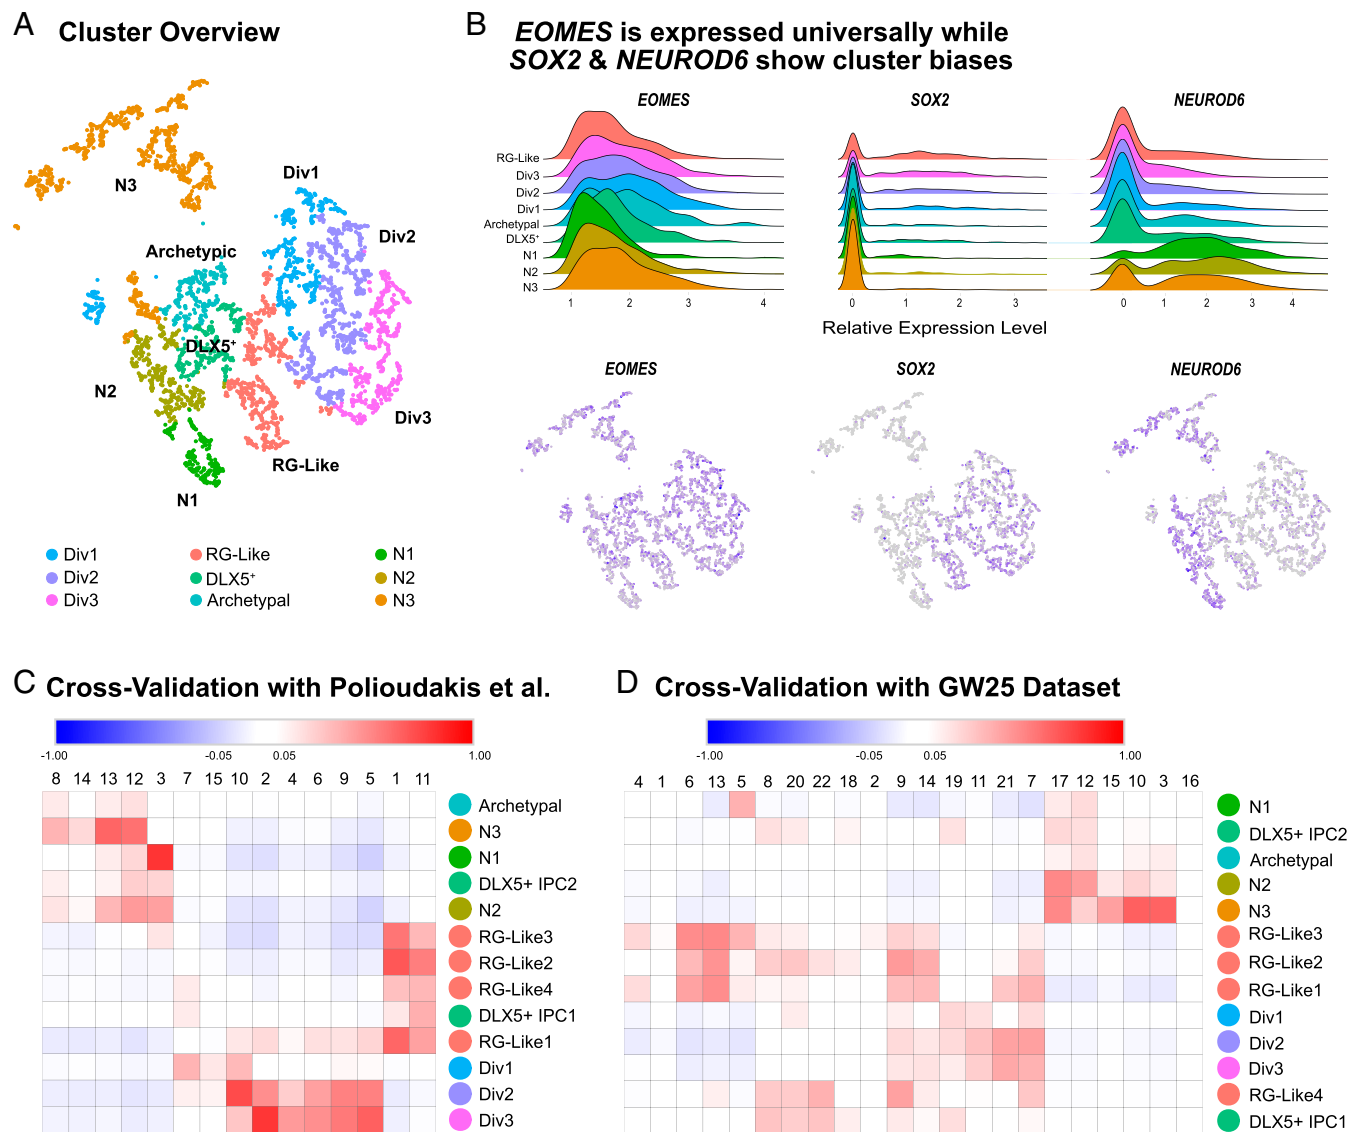 A Cluster Overview
N3
Div1
Div2
Archetypic
DLX5⁺
N2
Div3
RG-Like
N1
Div1
Div2
Div3
RG-Like
DLX5⁺
Archetypal
N1
N2
N3
B EOMES is expressed universally while
SOX2 & NEUROD6 show cluster biases
EOMES SOX2 NEUROD6
RG-Like
Div3
Div2
Div1
Archetypal
DLX5⁺
N1
N2
N3
1 2 3 4 0 1 2 3 0 1 2 3 4
Relative Expression Level
EOMES SOX2 NEUROD6
C Cross-Validation with Polioudakis et al.
-1.00 -0.05 0.05 1.00
8 14 13 12 3 7 15 10 2 4 6 9 5 1 11
Archetypal
N3
N1
DLX5+ IPC2
N2
RG-Like3
RG-Like2
RG-Like4
DLX5+ IPC1
RG-Like1
Div1
Div2
Div3
D Cross-Validation with GW25 Dataset
-1.00 -0.05 0.05 1.00
4 1 6 13 5 8 20 22 18 2 9 14 19 11 21 7 17 12 15 10 3 16
N1
DLX5+ IPC2
Archetypal
N2
N3
RG-Like3
RG-Like2
RG-Like1
Div1
Div2
Div3
RG-Like4
DLX5+ IPC1